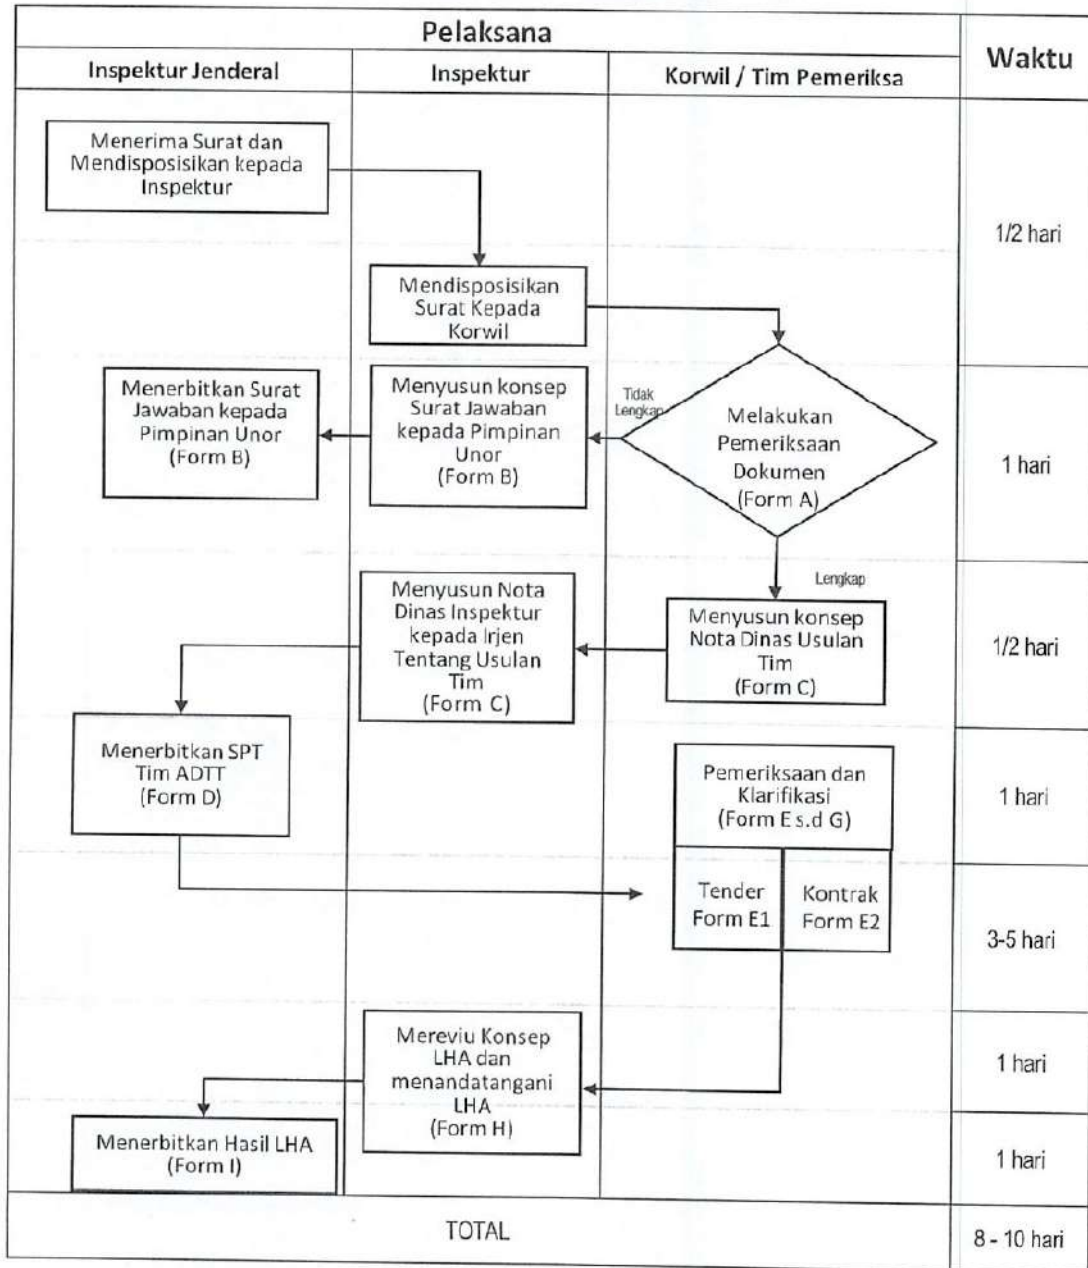 Pelaksana
Waktu
Inspektur Jenderal
Inspektur
Korwil / Tim Pemeriksa
Menerima Surat dan
Mendisposisikan kepada
Inspektur
1/2 hari
Mendisposisikan
Surat Kepada
Korwil
Menerbitkan Surat
Jawaban kepada
Pimpinan Unor
(Form B)
Menyusun konsep
Surat Jawaban
kepada Pimpinan
Unor
(Form B)
Tidak
Lengkap
Melakukan
Pemeriksaan
Dokumen
(Form A)
1 hari
Lengkap
Menyusun Nota
Dinas Inspektur
kepada Irjen
Tentang Usulan
Tim
(Form C)
Menyusun konsep
Nota Dinas Usulan
Tim
(Form C)
1/2 hari
Menerbitkan SPT
Tim ADTT
(Form D)
Pemeriksaan dan
Klarifikasi
(Form E s.d G)
1 hari
Tender
Form E1
Kontrak
Form E2
3-5 hari
Mereviu Konsep
LHA dan
menandatangani
LHA
(Form H)
1 hari
Menerbitkan Hasil LHA
(Form I)
1 hari
TOTAL
8 - 10 hari